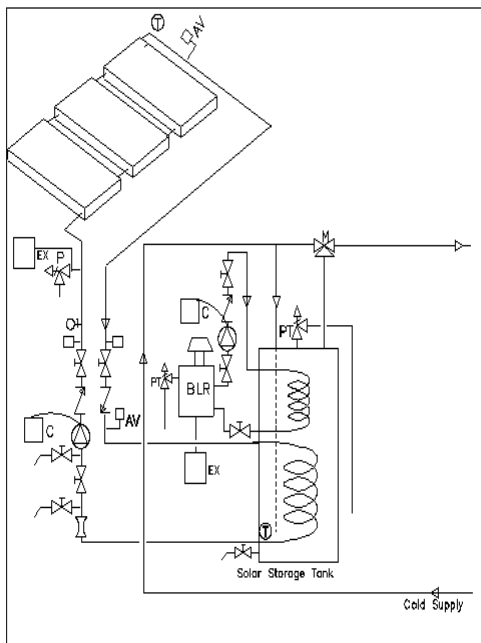 T
AV
M
EX
P
C
PT
PT
BLR
C
AV
EX
T
Solar Storage Tank
Cold Supply